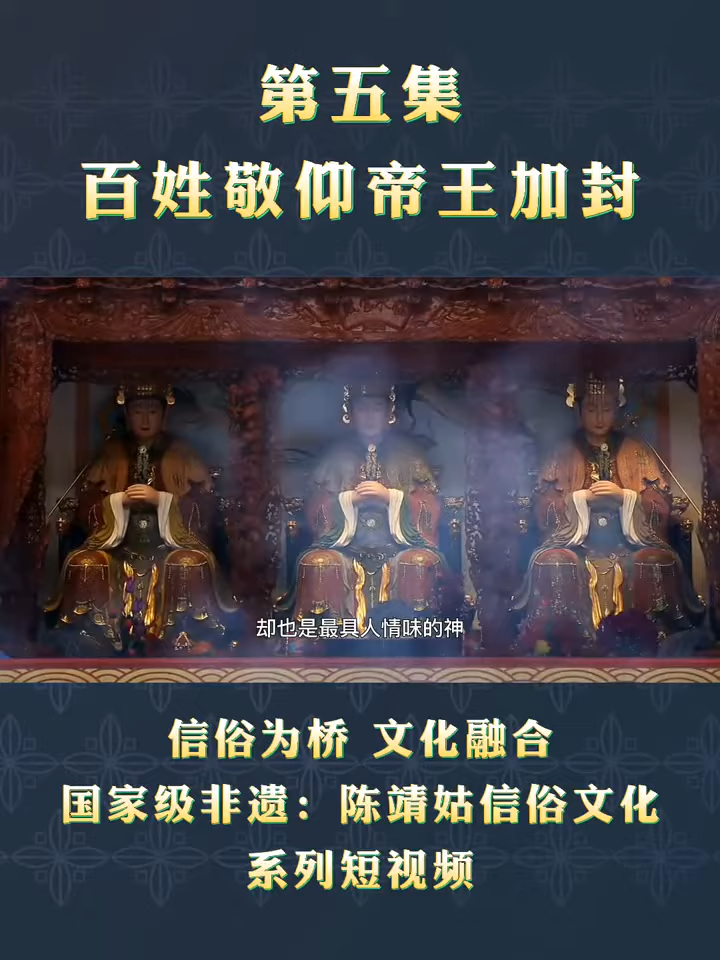 第五集
百姓敬仰帝王加封
却也是最具人情味的神
信俗为桥 文化融合
国家级非遗：陈靖姑信俗文化
系列短视频